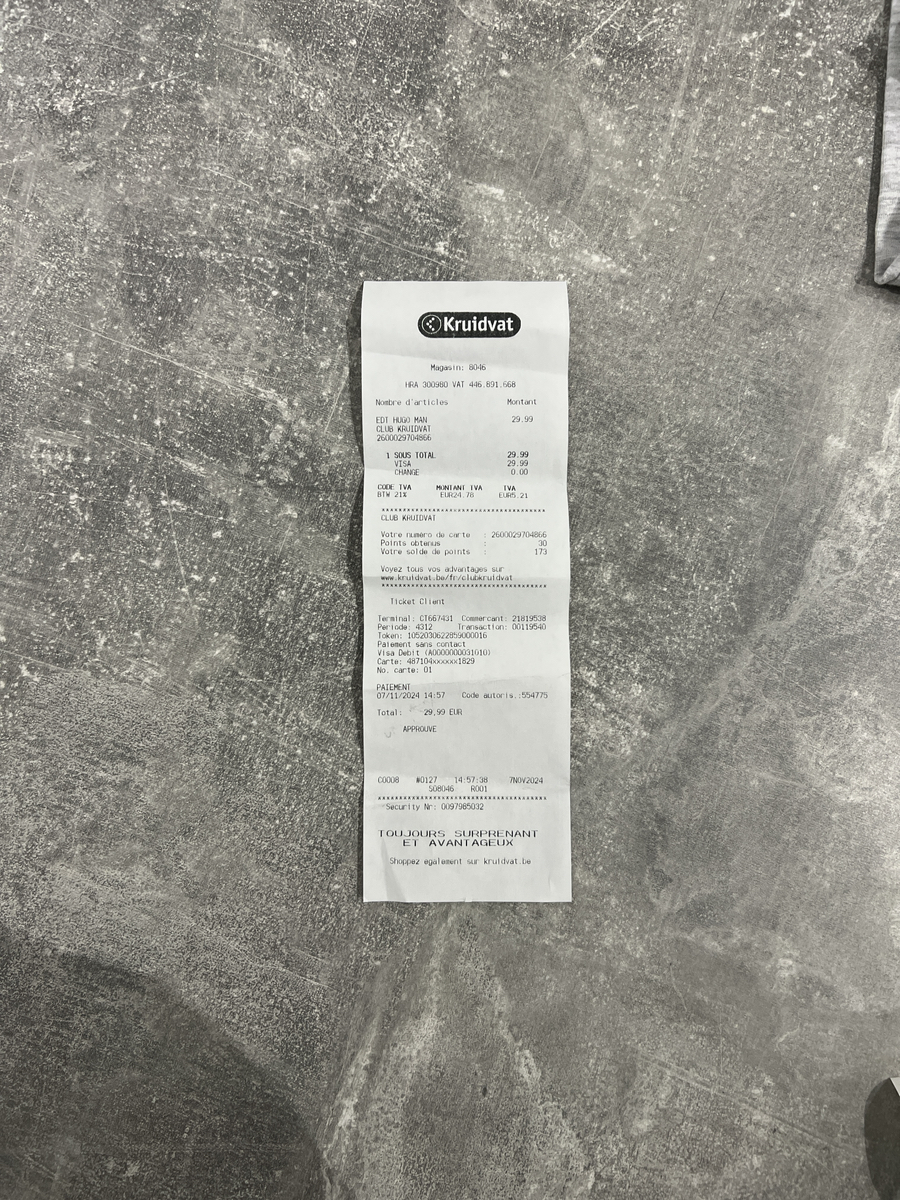 Kruidvat
Magasin: 8046
HRA 300980 VAT 446.891.668
Nombre d'articles Montant
EDT HUGO MAN 29.99
CLUB KRUIDVAT
2600029704866
1 SOUS TOTAL 29.99
VISA 29.99
CHANGE 0.00
CODE TVA MONTANT TVA TVA
BTW 21% EUR24.78 EUR5.21
****************************************
CLUB KRUIDVAT
Votre numero de carte : 2600029704866
Points obtenus : 30
Votre solde de points : 173
Voyez tous vos advantages sur
www.kruidvat.be/fr/clubkruidvat
****************************************
Ticket Client
Terminal: CT667431 Commercant: 21819538
Periode: 4312 Transaction: 00119540
Token: 1052030622859000016
Paiement sans contact
Visa Debit (A0000000031010)
Carte: 487104xxxxxx1829
No. carte: 01
PAIEMENT
07/11/2024 14:57 Code autoris.:554775
Total: 29,99 EUR
APPROUVE
C0008 #0127 14:57:38 7NOV2024
S08046 R001
****************************************
Security Nr: 0097985032
TOUJOURS SURPRENANT
ET AVANTAGEUX
Shoppez egalement sur kruidvat.be